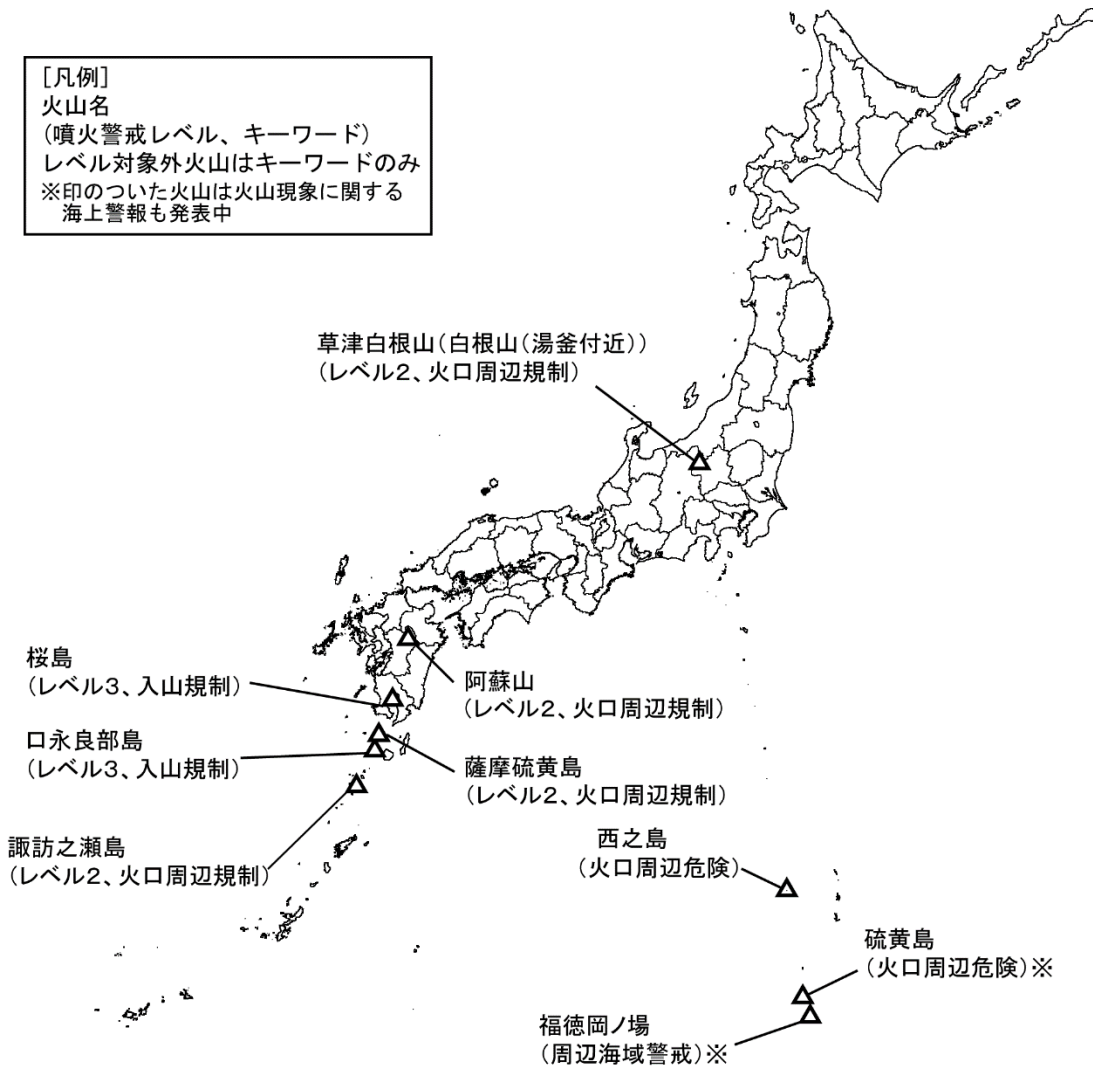 [凡例]
火山名
(噴火警戒レベル、キーワード)
レベル対象外火山はキーワードのみ
※印のついた火山は火山現象に関する
海上警報も発表中
草津白根山(白根山(湯釜付近))
(レベル2、火口周辺規制)
桜島
(レベル3、入山規制)
阿蘇山
(レベル2、火口周辺規制)
口永良部島
(レベル3、入山規制)
薩摩硫黄島
(レベル2、火口周辺規制)
諏訪之瀬島
(レベル2、火口周辺規制)
西之島
(火口周辺危険)
硫黄島
(火口周辺危険)※
福徳岡ノ場
(周辺海域警戒)※